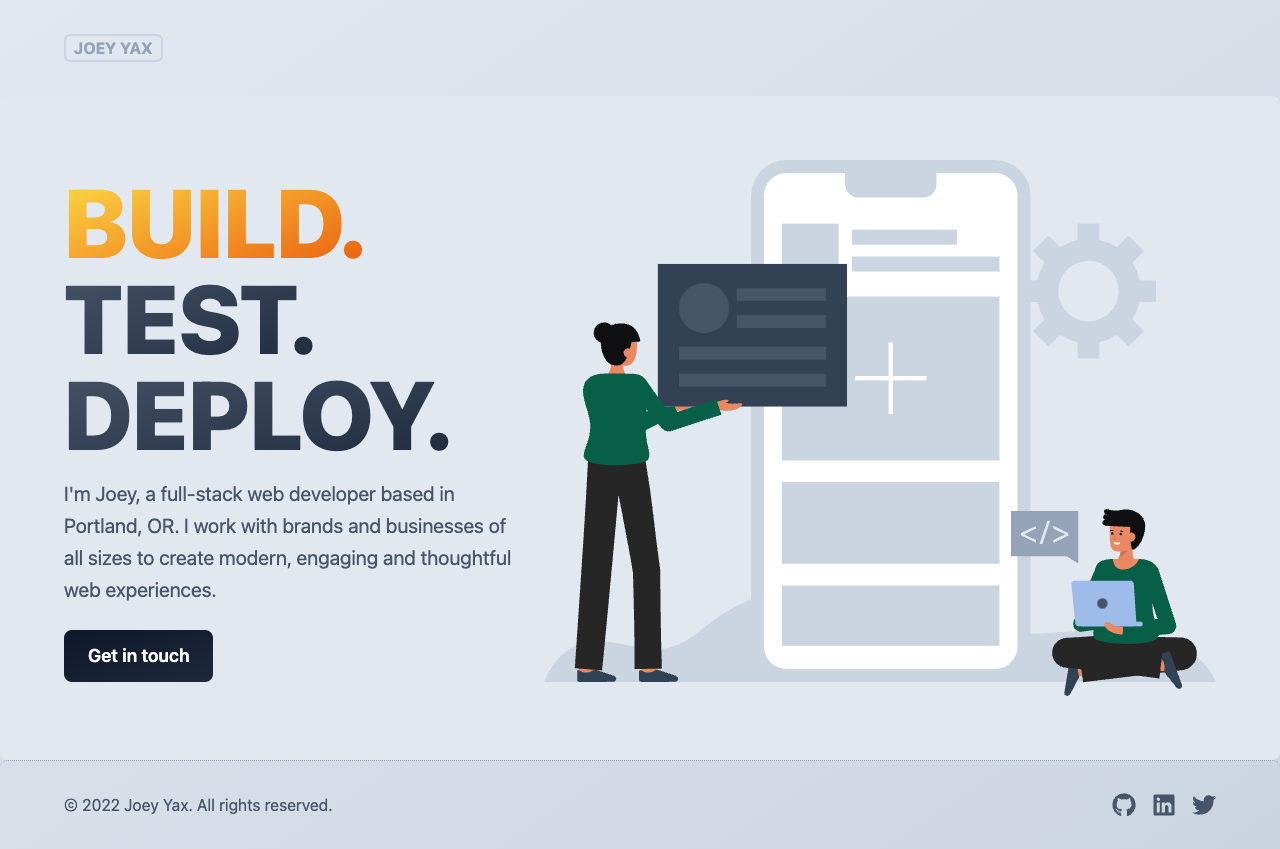 JOEY YAX
BUILD.
TEST.
DEPLOY.
I'm Joey, a full-stack web developer based in
Portland, OR. I work with brands and businesses of
all sizes to create modern, engaging and thoughtful
web experiences.
Get in touch
</>
© 2022 Joey Yax. All rights reserved.
in